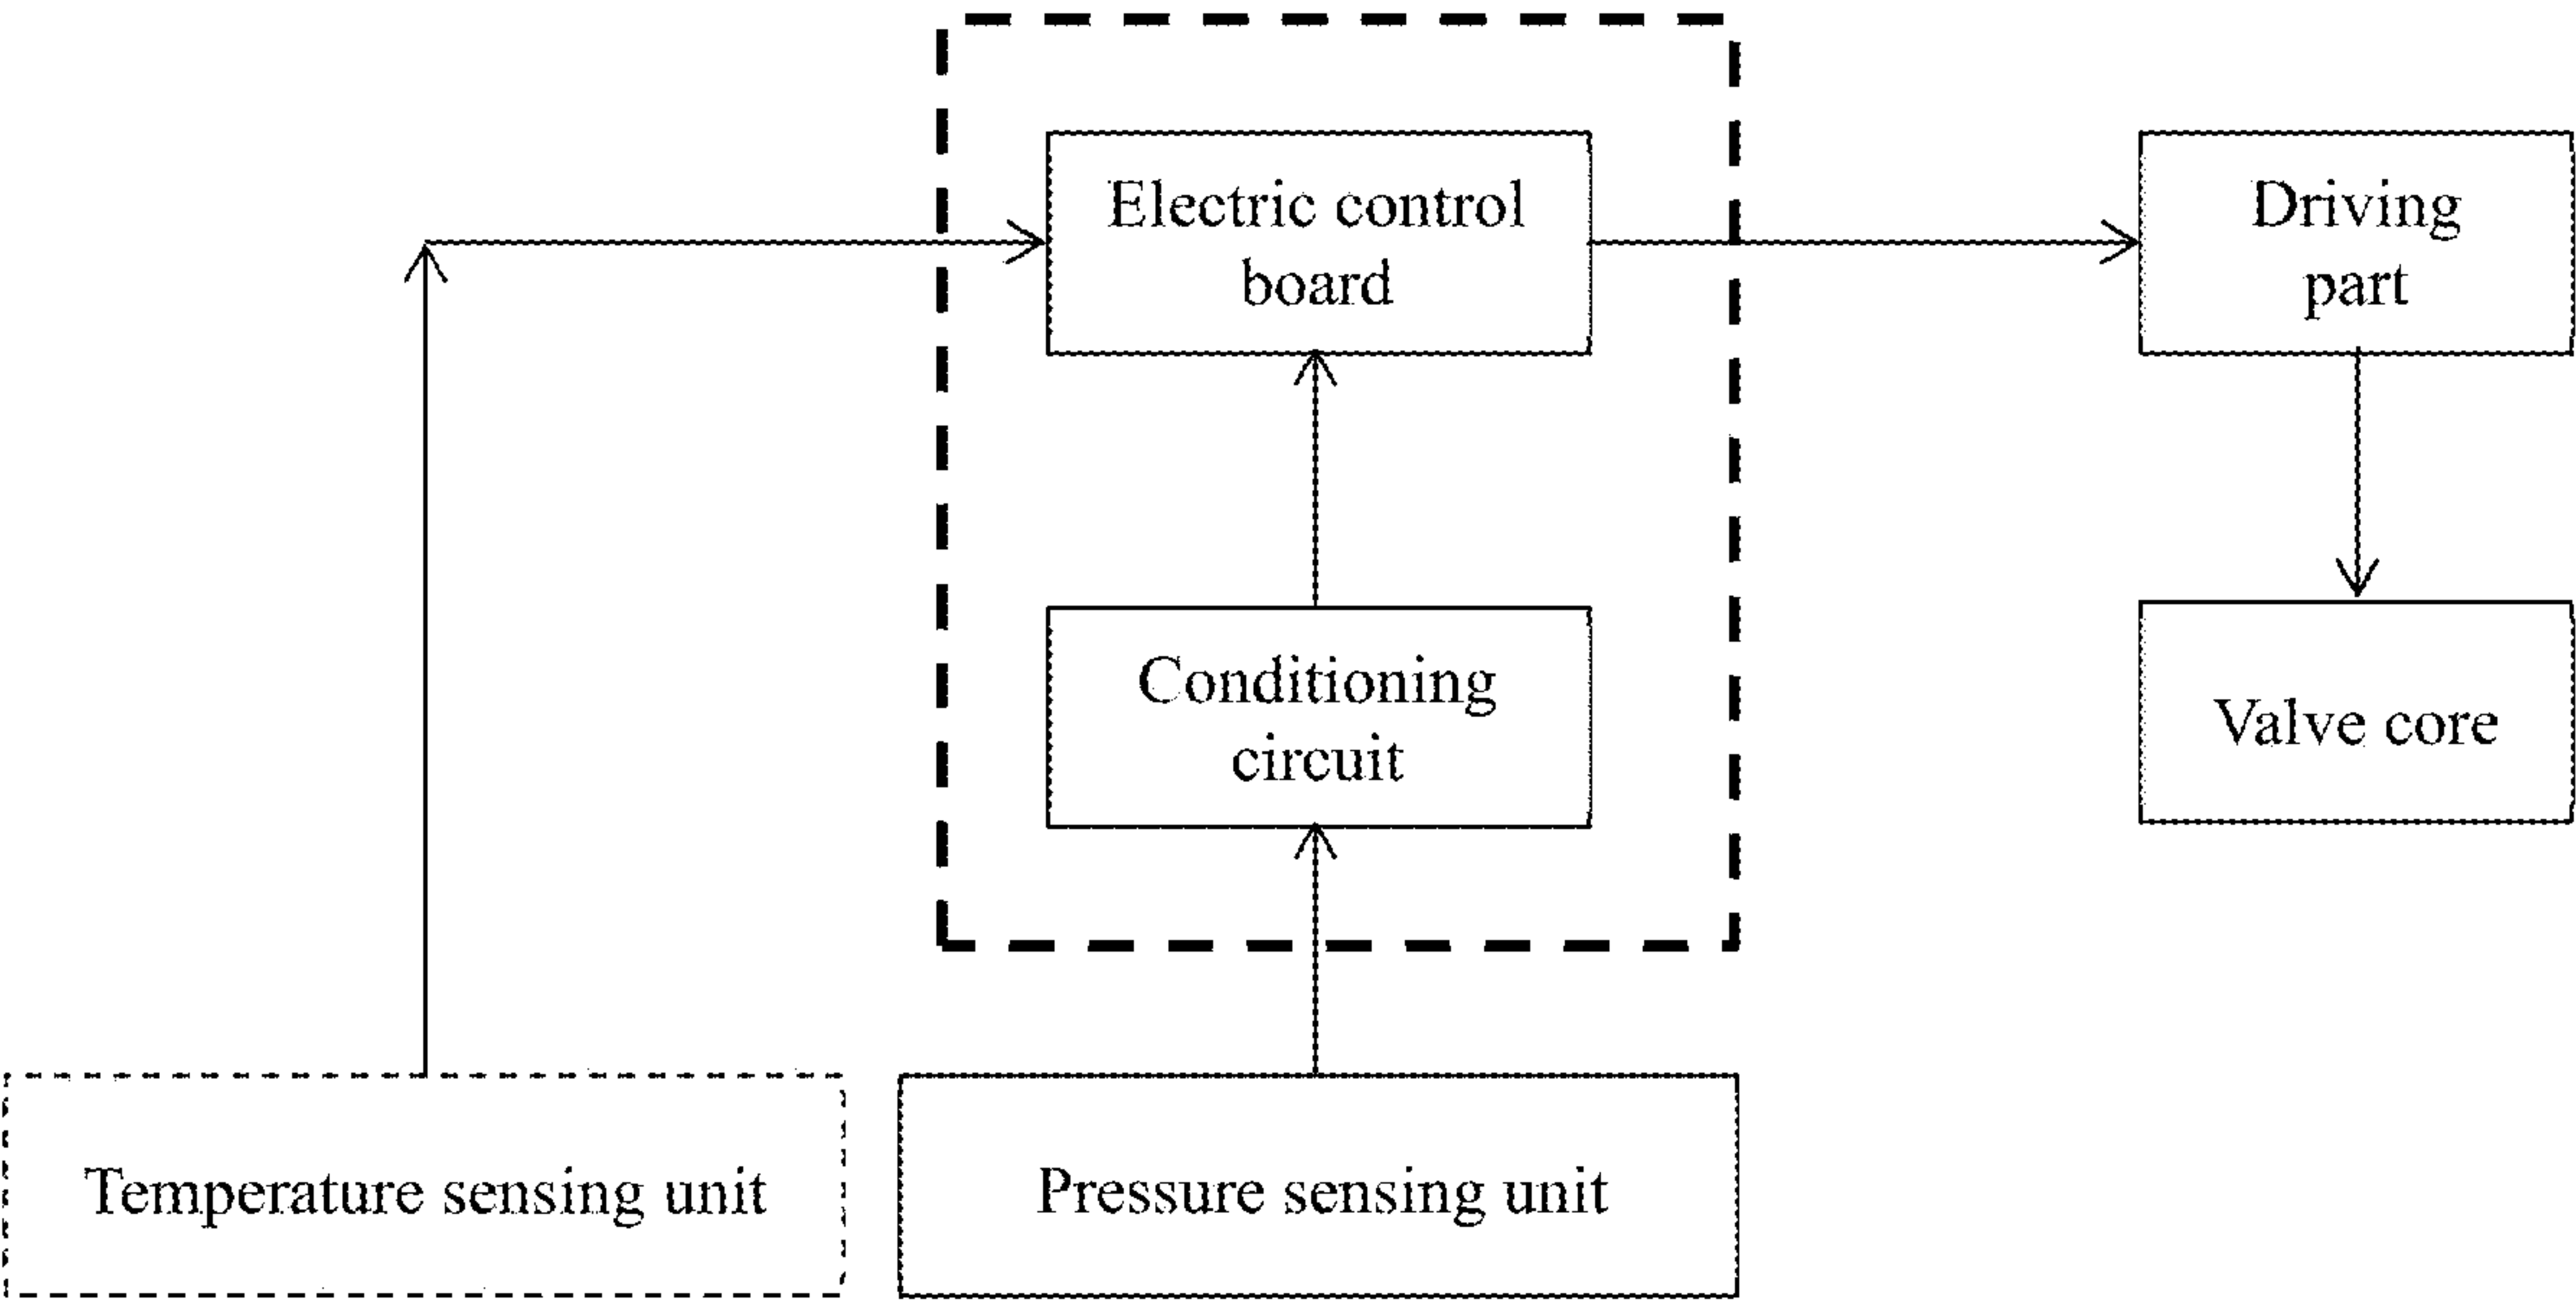 Electric control
board
Driving
part
Conditioning
circuit
Valve core
Temperature sensing unit
Pressure sensing unit